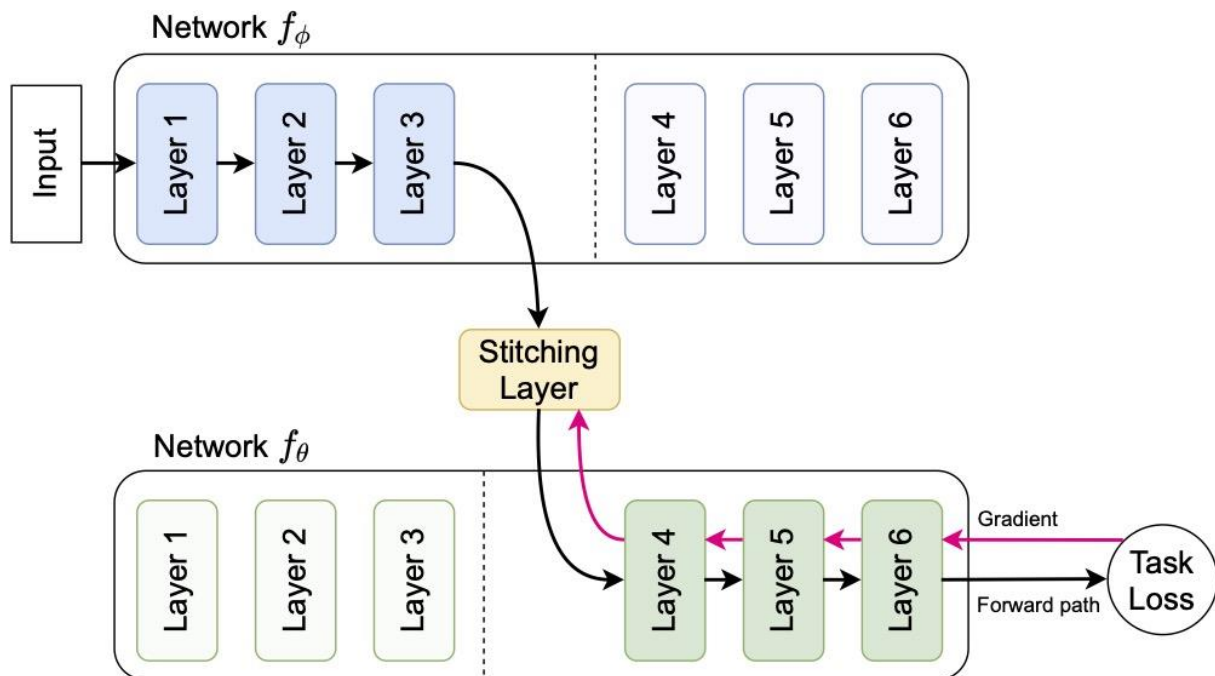 Network fϕ
Input
Layer 1
Layer 2
Layer 3
Layer 4
Layer 5
Layer 6
Stitching
Layer
Network fθ
Layer 1
Layer 2
Layer 3
Layer 4
Layer 5
Layer 6
Gradient
Forward path
Task
Loss